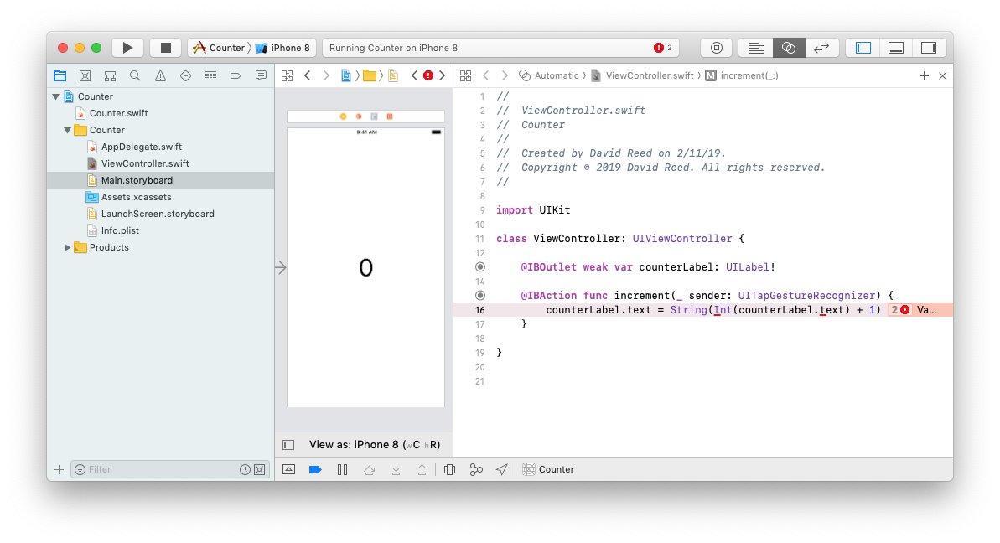 Counter iPhone 8
Running Counter on iPhone 8
2
Counter
Counter.swift
Counter
AppDelegate.swift
ViewController.swift
Main.storyboard
Assets.xcassets
LaunchScreen.storyboard
Info.plist
Products
Filter
9:41 AM
0
View as: iPhone 8 (wC hR)
Automatic ViewController.swift M increment(_:)
1 //
2 //  ViewController.swift
3 //  Counter
4 //
5 //  Created by David Reed on 2/11/19.
6 //  Copyright © 2019 David Reed. All rights reserved.
7 //
8
9 import UIKit
10
11 class ViewController: UIViewController {
12
@IBOutlet weak var counterLabel: UILabel!
14
@IBAction func increment(_ sender: UITapGestureRecognizer) {
16 counterLabel.text = String(Int(counterLabel.text) + 1) 2 Va...
17 }
18
19 }
20
21
Counter